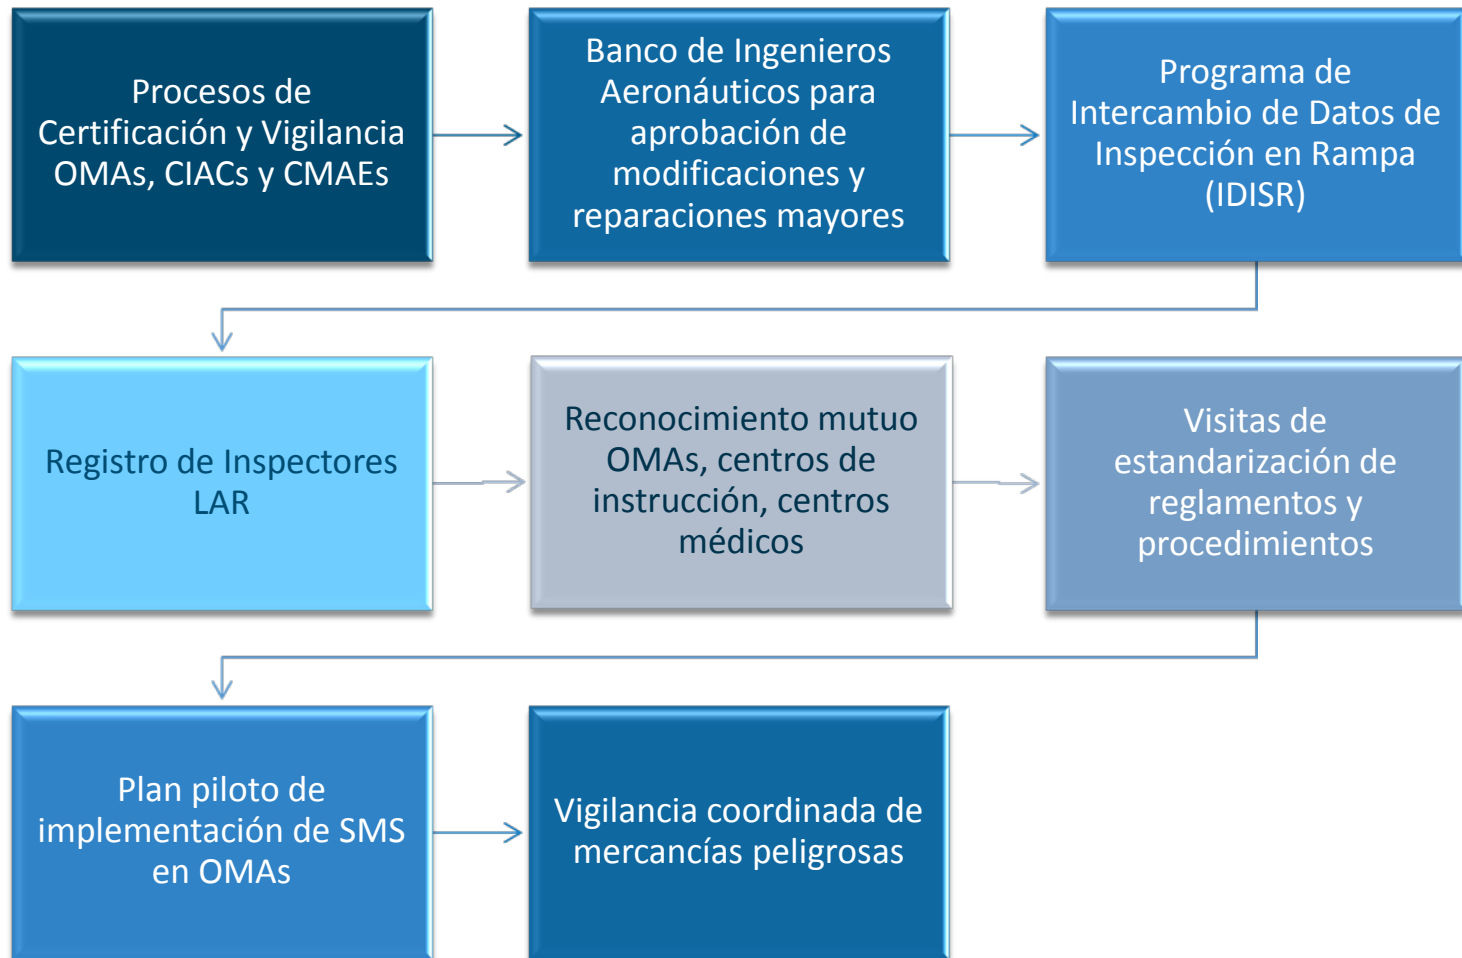 Procesos de
Certificación y Vigilancia
OMAs, CIACs y CMAEs
Banco de Ingenieros
Aeronáuticos para
aprobación de
modificaciones y
reparaciones mayores
Programa de
Intercambio de Datos de
Inspección en Rampa
(IDISR)
Registro de Inspectores
LAR
Reconocimiento mutuo
OMAs, centros de
instrucción, centros
médicos
Visitas de
estandarización de
reglamentos y
procedimientos
Plan piloto de
implementación de SMS
en OMAs
Vigilancia coordinada de
mercancías peligrosas